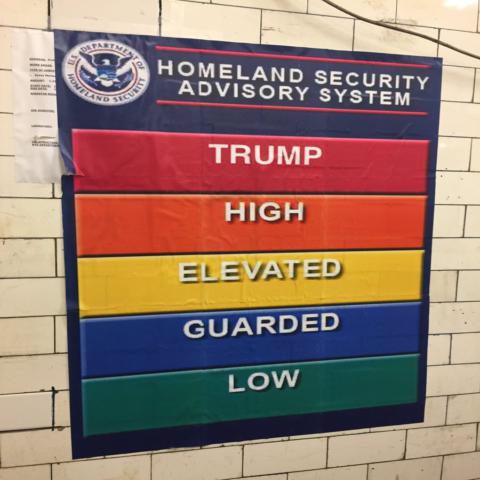 U.S. DEPARTMENT OF
HOMELAND SECURITY
HOMELAND SECURITY
ADVISORY SYSTEM
TRUMP
HIGH
ELEVATED
GUARDED
LOW